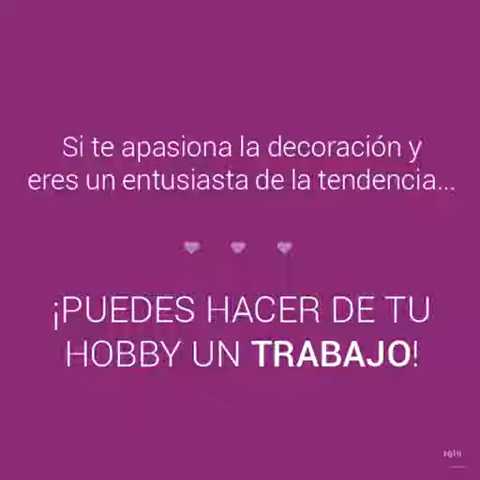 Si te apasiona la decoración y
eres un entusiasta de la tendencia...
¡PUEDES HACER DE TU
HOBBY UN TRABAJO!